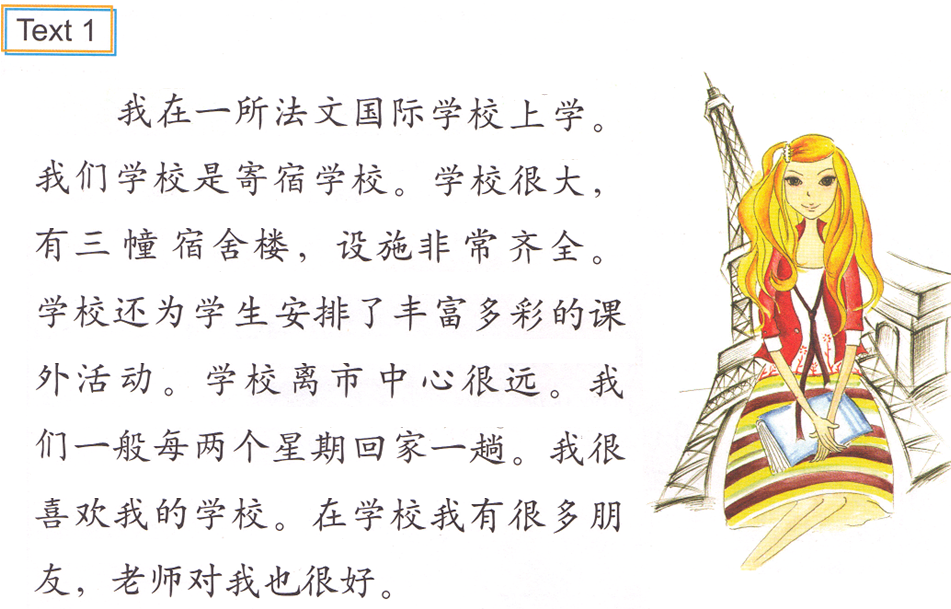 Text 1
我在一所法文国际学校上学。
我们学校是寄宿学校。学校很大，
有三幢宿舍楼，设施非常齐全。
学校还为学生安排了丰富多彩的课
外活动。学校离市中心很远。我
们一般每两个星期回家一趟。我很
喜欢我的学校。在学校我有很多朋
友，老师对我也很好。